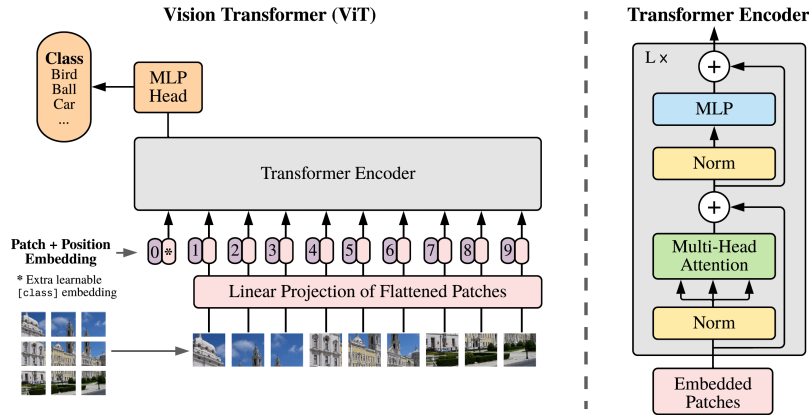 Vision Transformer (ViT)
Class
Bird
Ball
Car
...
MLP
Head
Transformer Encoder
Patch + Position
Embedding
0 * 1 2 3 4 5 6 7 8 9
* Extra learnable
[class] embedding
Linear Projection of Flattened Patches
Transformer Encoder
L ×
+
MLP
Norm
+
Multi-Head
Attention
Norm
Embedded
Patches